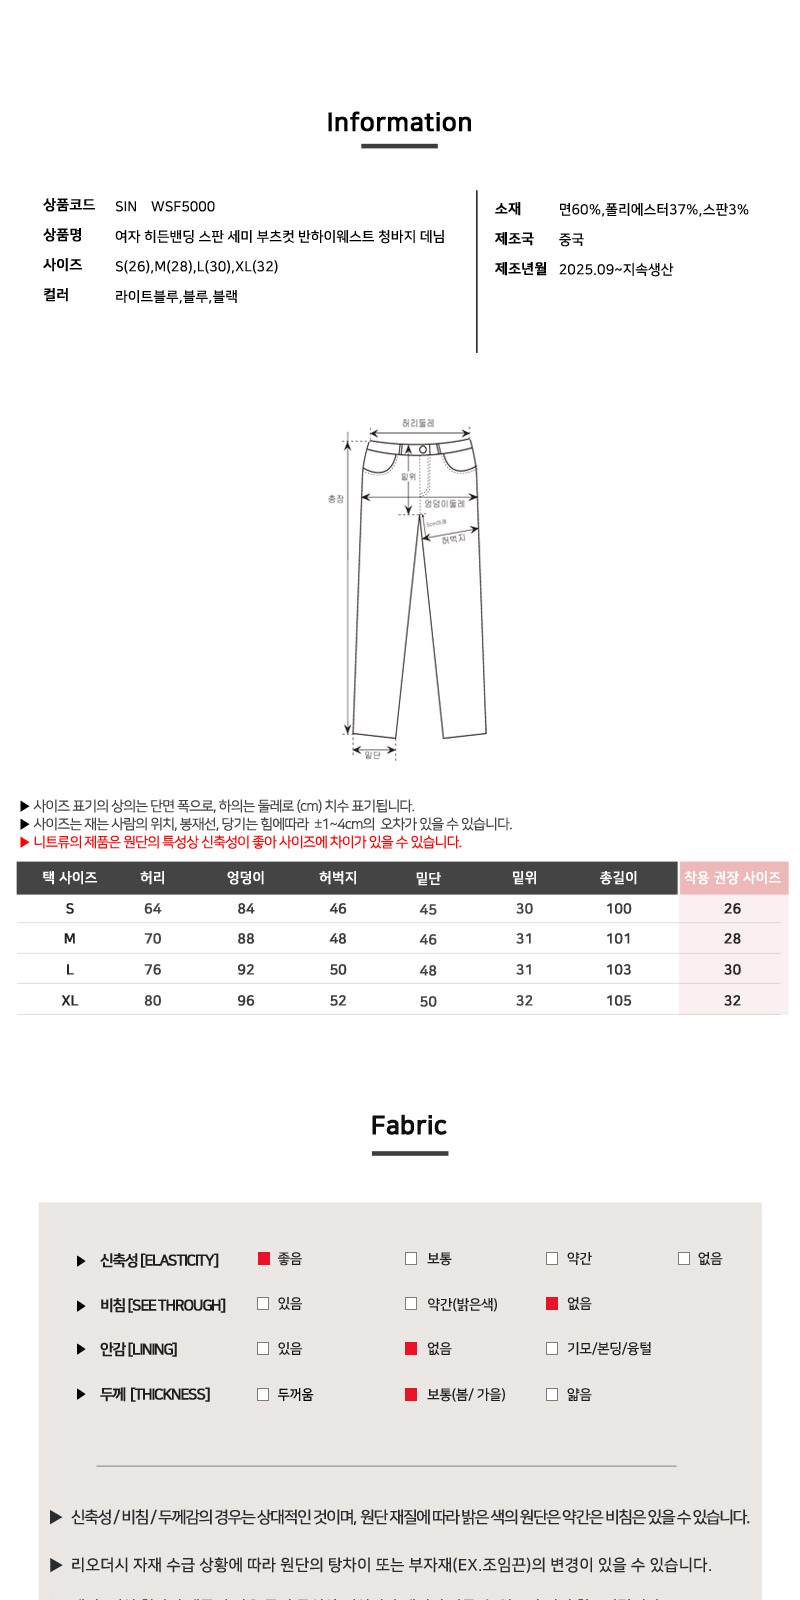 Information
상품코드 SIN WSF5000
상품명 여자 히든밴딩 스판 세미 부츠컷 반하이웨스트 청바지 데님
사이즈 S(26),M(28),L(30),XL(32)
컬러 라이트블루,블루,블랙
소재 면60%,폴리에스터37%,스판3%
제조국 중국
제조년월 2025.09~지속생산
허리둘레
밑위
총장
엉덩이둘레
허벅지
밑단
▶ 사이즈 표기의 상의는 단면 폭으로, 하의는 둘레로 (cm) 치수 표기됩니다.
▶ 사이즈는 재는 사람의 위치, 봉재선, 당기는 힘에따라 ±1~4cm의 오차가 있을 수 있습니다.
▶ 니트류의 제품은 원단의 특성상 신축성이 좋아 사이즈에 차이가 있을 수 있습니다.
택 사이즈 허리 엉덩이 허벅지 밑단 밑위 총길이 착용 권장 사이즈
S 64 84 46 45 30 100 26
M 70 88 48 46 31 101 28
L 76 92 50 48 31 103 30
XL 80 96 52 50 32 105 32
Fabric
▶ 신축성 [ELASTICITY] 좋음 보통 약간 없음
▶ 비침 [SEE THROUGH] 있음 약간(밝은색) 없음
▶ 안감 [LINING] 있음 없음 기모/본딩/융털
▶ 두께 [THICKNESS] 두꺼움 보통(봄/ 가을) 얇음
▶ 신축성 / 비침 / 두께감의 경우는 상대적인 것이며, 원단 재질에 따라 밝은 색의 원단은 약간은 비침은 있을 수 있습니다.
▶ 리오더시 자재 수급 상황에 따라 원단의 탕차이 또는 부자재(EX.조임끈)의 변경이 있을 수 있습니다.